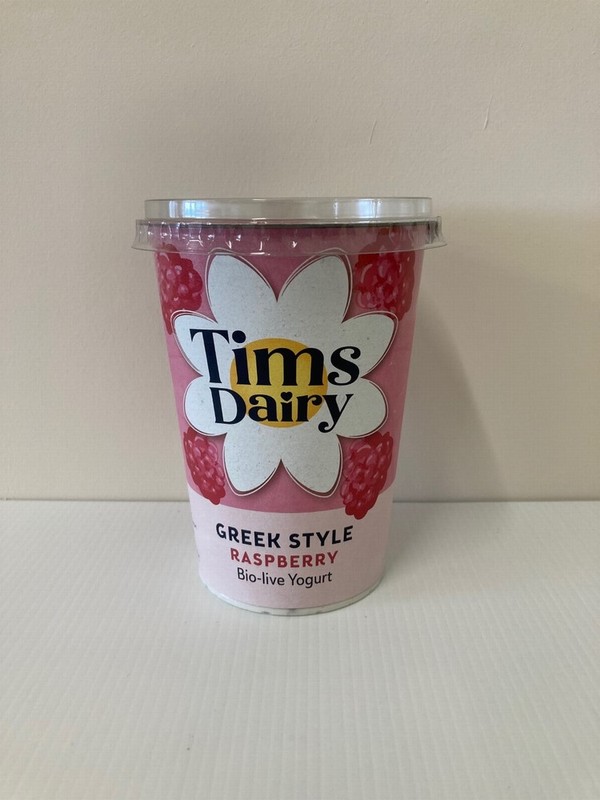 Tims
Dairy
GREEK STYLE
RASPBERRY
Bio-live Yogurt